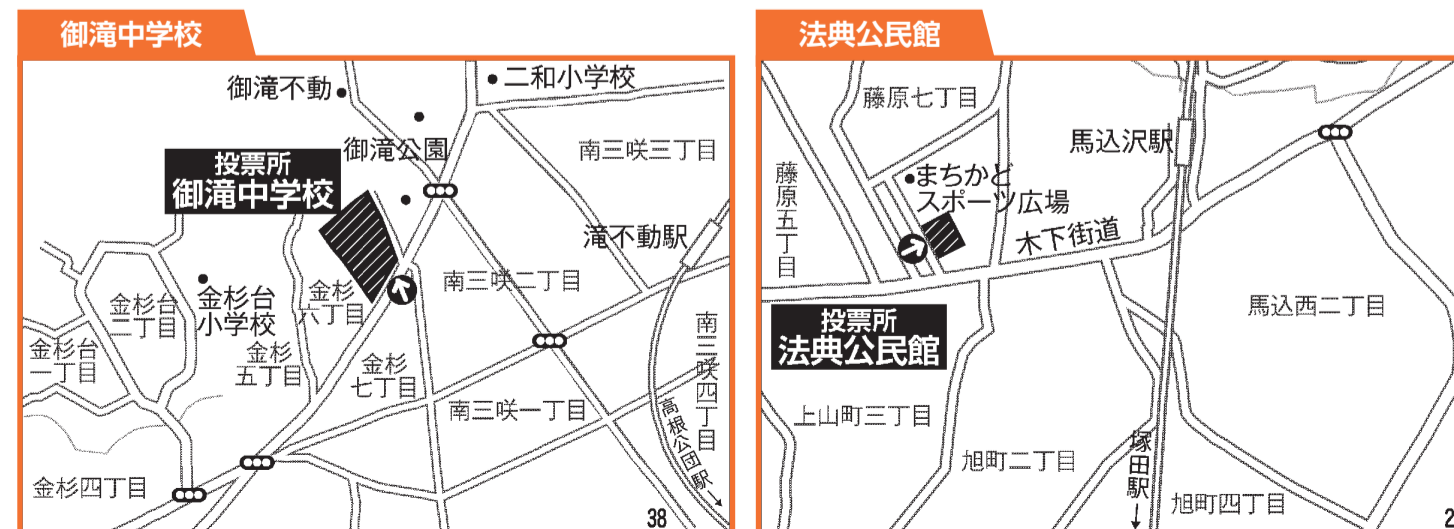 御滝中学校
御滝不動
二和小学校
御滝公園
南三咲三丁目
投票所
御滝中学校
滝不動駅
金杉台
二丁目
金杉台
小学校
金杉
六丁目
南三咲二丁目
金杉台
一丁目
金杉
五丁目
金杉
七丁目
南三咲四丁目
南三咲一丁目
高根公団駅
金杉四丁目
38
法典公民館
藤原七丁目
馬込沢駅
藤原五丁目
まちかど
スポーツ広場
木下街道
馬込西二丁目
投票所
法典公民館
上山町三丁目
旭町二丁目
塚田駅
旭町四丁目